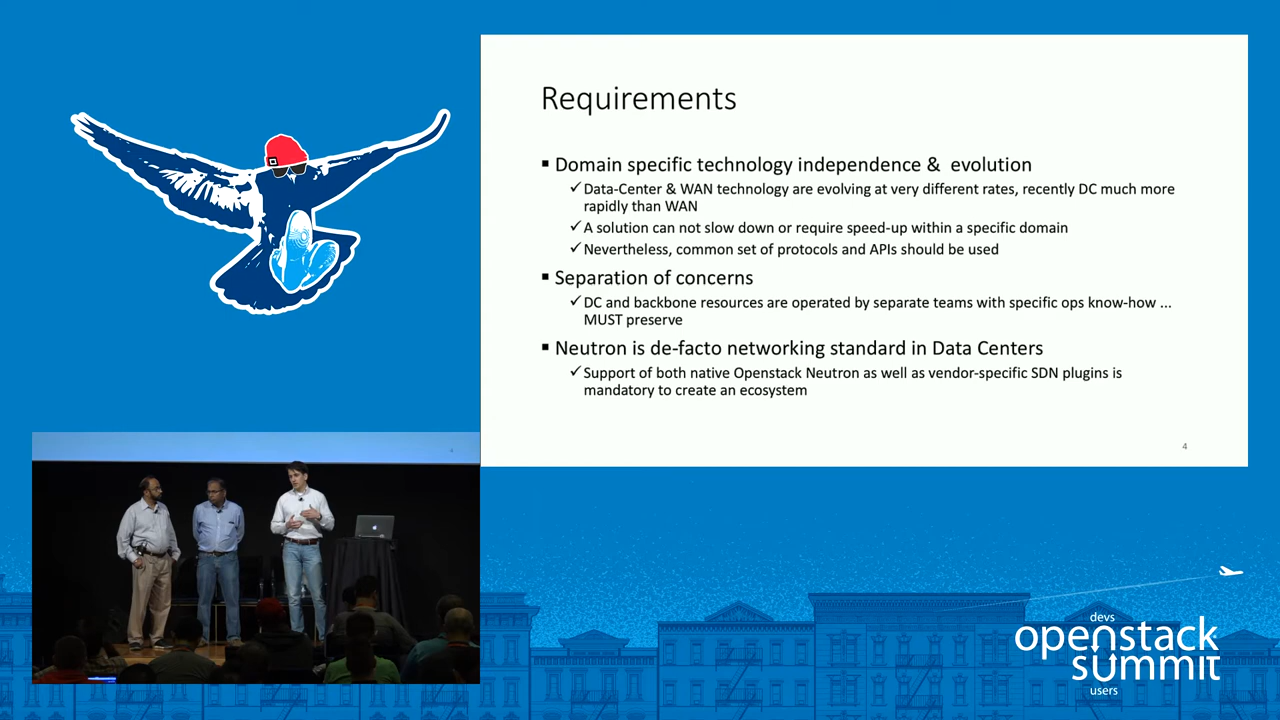 Requirements
▪ Domain specific technology independence &  evolution
✓Data-Center & WAN technology are evolving at very different rates, recently DC much more
rapidly than WAN
✓A solution can not slow down or require speed-up within a specific domain
✓Nevertheless, common set of protocols and APIs should be used
▪ Separation of concerns
✓DC and backbone resources are operated by separate teams with specific ops know-how ...
MUST preserve
▪ Neutron is de-facto networking standard in Data Centers
✓Support of both native Openstack Neutron as well as vendor-specific SDN plugins is
mandatory to create an ecosystem
4
devs
openstack
summit
users